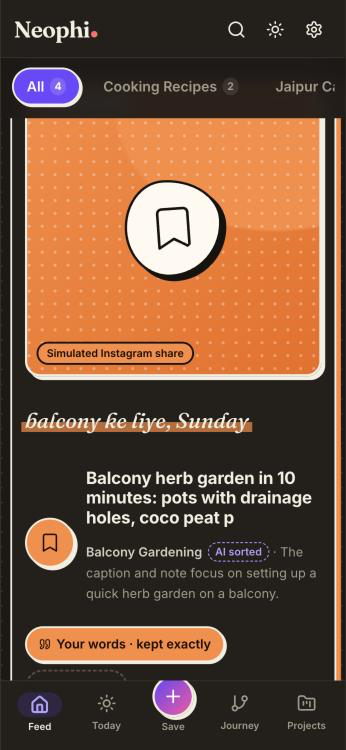 Neophi.
All 4
Cooking Recipes 2
Jaipur Ca
Simulated Instagram share
balcony ke liye, Sunday
Balcony herb garden in 10
minutes: pots with drainage
holes, coco peat p
Balcony Gardening AI sorted · The
caption and note focus on setting up a
quick herb garden on a balcony.
Your words · kept exactly
Feed
Today
Save
Journey
Projects